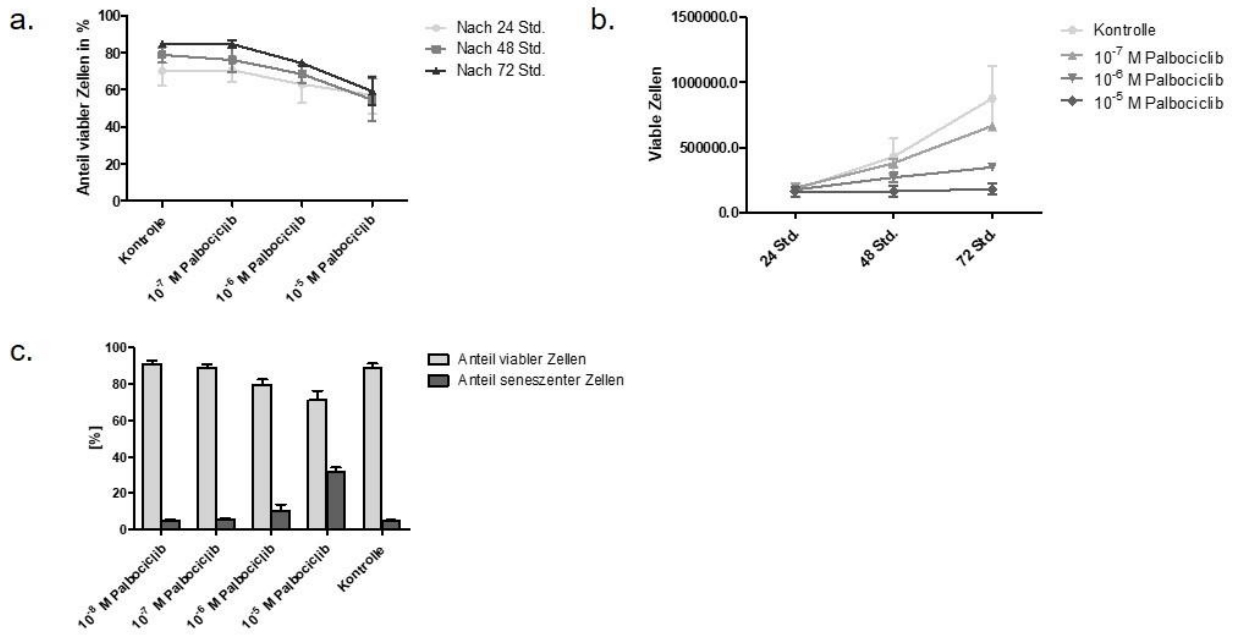 a.
Anteil viabler Zellen in %
100
80
60
40
20
0
Kontrolle
10⁻⁷ M Palbociclib
10⁻⁶ M Palbociclib
10⁻⁵ M Palbociclib
Nach 24 Std.
Nach 48 Std.
Nach 72 Std.
b.
Viable Zellen
1500000.0
1000000.0
500000.0
0.0
24 Std.
48 Std.
72 Std.
Kontrolle
10⁻⁷ M Palbociclib
10⁻⁶ M Palbociclib
10⁻⁵ M Palbociclib
c.
[%]
100
80
60
40
20
0
10⁻⁸ M Palbociclib
10⁻⁷ M Palbociclib
10⁻⁶ M Palbociclib
10⁻⁵ M Palbociclib
Kontrolle
Anteil viabler Zellen
Anteil seneszenter Zellen